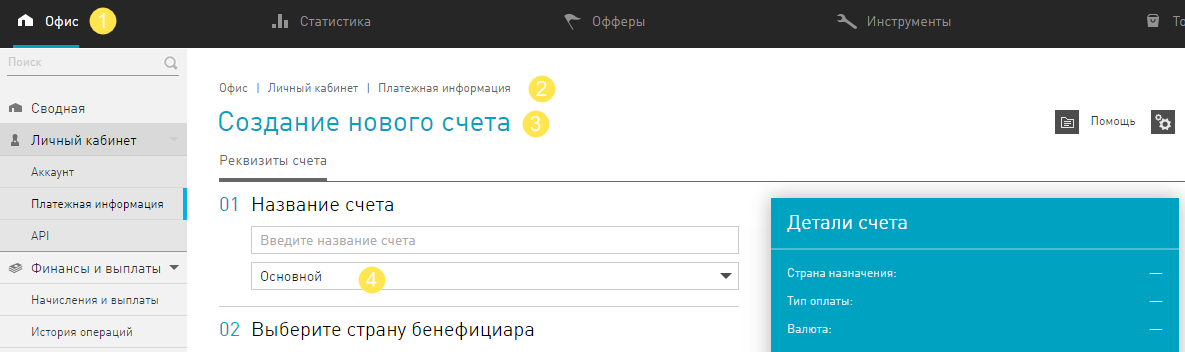 Офис 1 Статистика Офферы Инструменты
Поиск
Сводная
Личный кабинет
Аккаунт
Платежная информация
API
Финансы и выплаты
Начисления и выплаты
История операций
Офис | Личный кабинет | Платежная информация 2
Создание нового счета 3
Помощь
Реквизиты счета
01 Название счета
Введите название счета
Основной 4
02 Выберите страну бенефициара
Детали счета
Страна назначения: —
Тип оплаты: —
Валюта: —